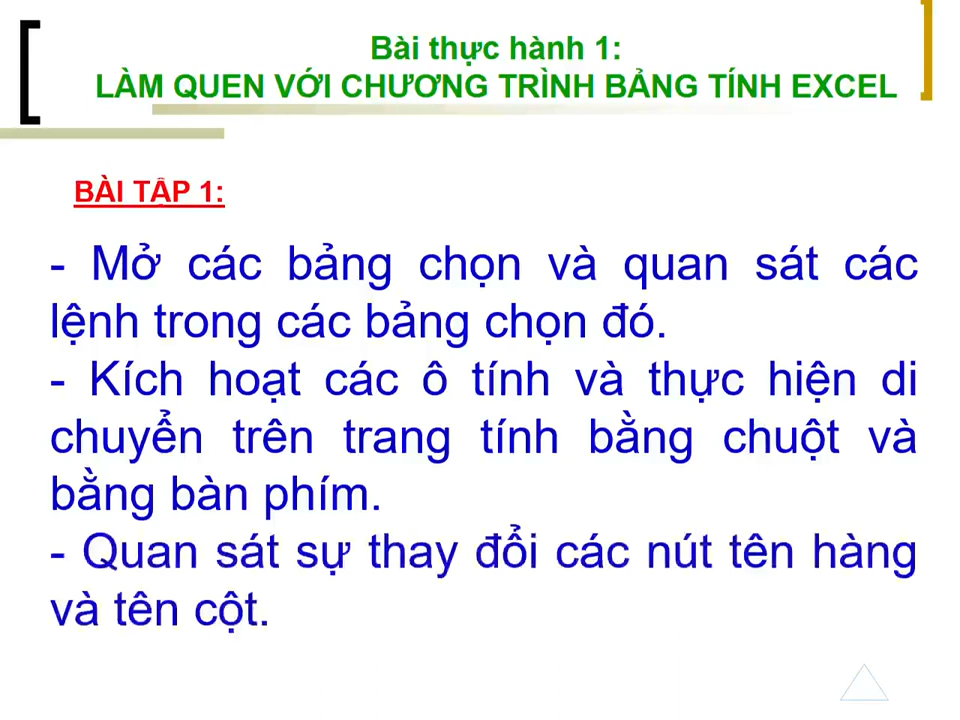 Bài thực hành 1:
LÀM QUEN VỚI CHƯƠNG TRÌNH BẢNG TÍNH EXCEL
BÀI TẬP 1:
- Mở các bảng chọn và quan sát các
lệnh trong các bảng chọn đó.
- Kích hoạt các ô tính và thực hiện di
chuyển trên trang tính bằng chuột và
bằng bàn phím.
- Quan sát sự thay đổi các nút tên hàng
và tên cột.